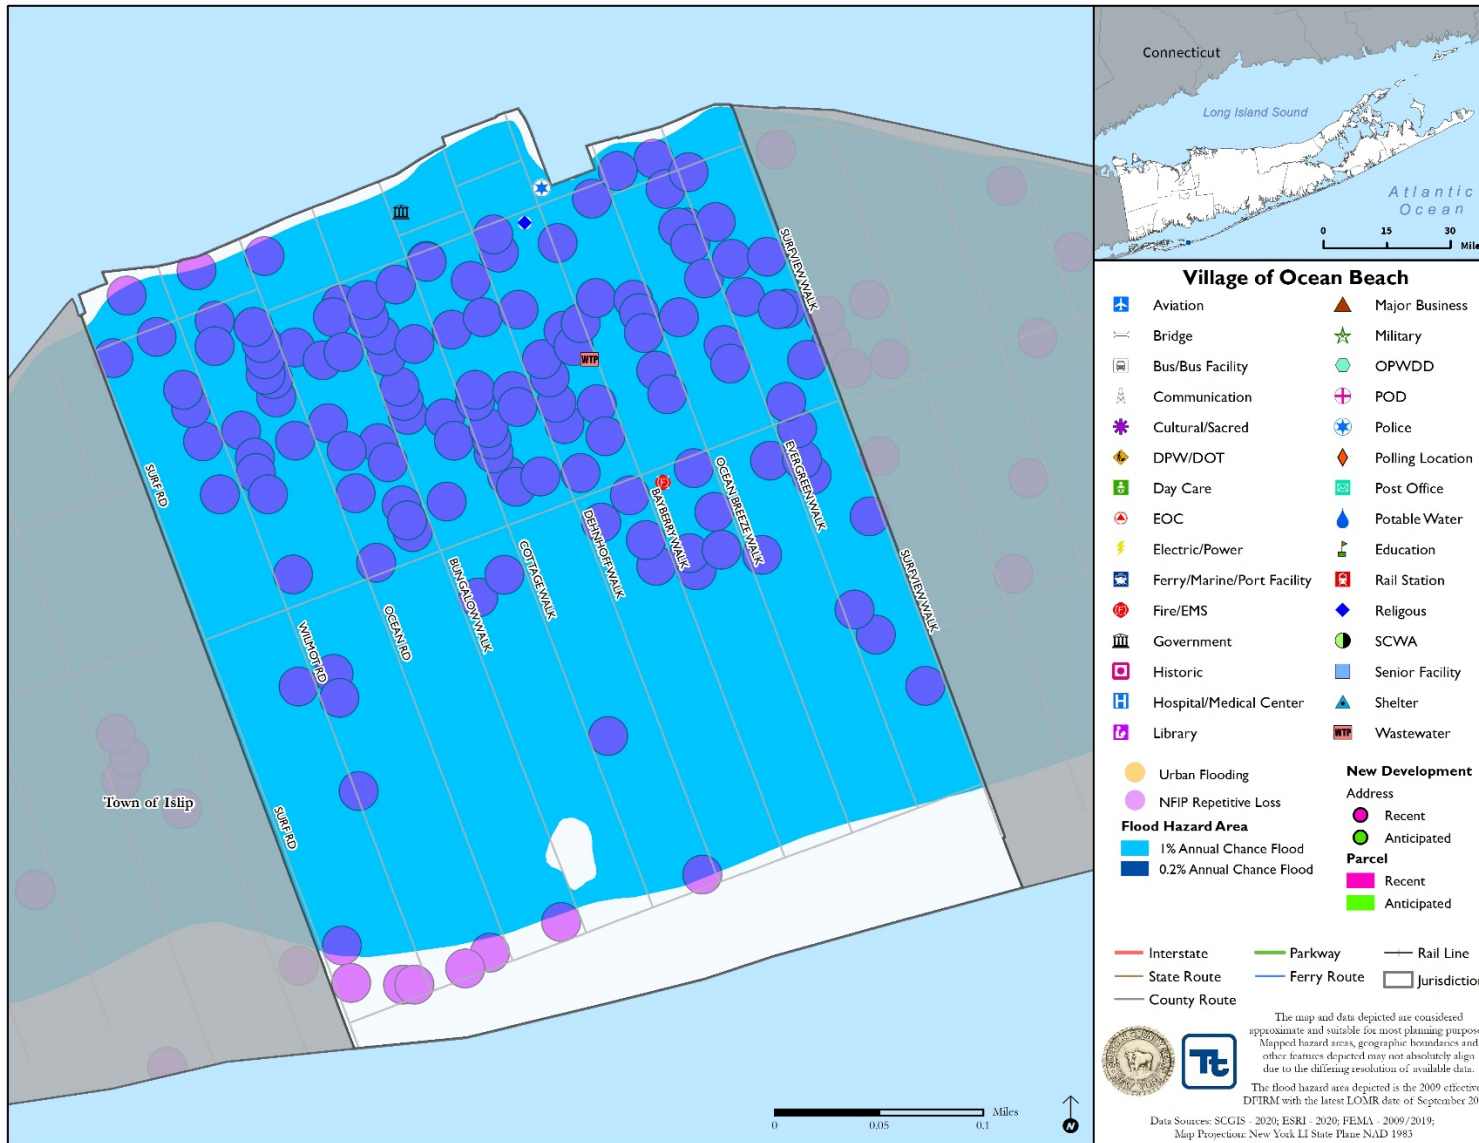 Connecticut
Long Island Sound
Atlantic
Ocean
0 15 30
Mile
SURFVIEW WALK
WTP
F
SURF RD
WILMOT RD
OCEAN RD
BUNGALOW WALK
COTTAGE WALK
DEHNHOFF WALK
BAYBERRY WALK
OCEAN BREEZE WALK
EVERGREEN WALK
SURFVIEW WALK
Town of Islip
SURF RD
0 0.05 0.1 Miles
N
Village of Ocean Beach
Aviation
Bridge
Bus/Bus Facility
Communication
Cultural/Sacred
DPW/DOT
Day Care
EOC
Electric/Power
Ferry/Marine/Port Facility
F Fire/EMS
Government
Historic
H Hospital/Medical Center
Library
Major Business
Military
OPWDD
POD
Police
Polling Location
Post Office
Potable Water
Education
Rail Station
Religous
SCWA
Senior Facility
Shelter
WTP Wastewater
Urban Flooding
NFIP Repetitive Loss
Flood Hazard Area
1% Annual Chance Flood
0.2% Annual Chance Flood
New Development
Address
Recent
Anticipated
Parcel
Recent
Anticipated
Interstate
State Route
County Route
Parkway
Ferry Route
Rail Line
Jurisdiction
Tt
The map and data depicted are considered
approximate and suitable for most planning purpose
Mapped hazard areas, geographic boundaries and
other features depicted may not absolutely align
due to the differing resolution of available data.
The flood hazard area depicted is the 2009 effective
DFIRM with the latest LOMR date of September 20
Data Sources: SCGIS - 2020; ESRI - 2020; FEMA - 2009/2019;
Map Projection: New York LI State Plane NAD 1983